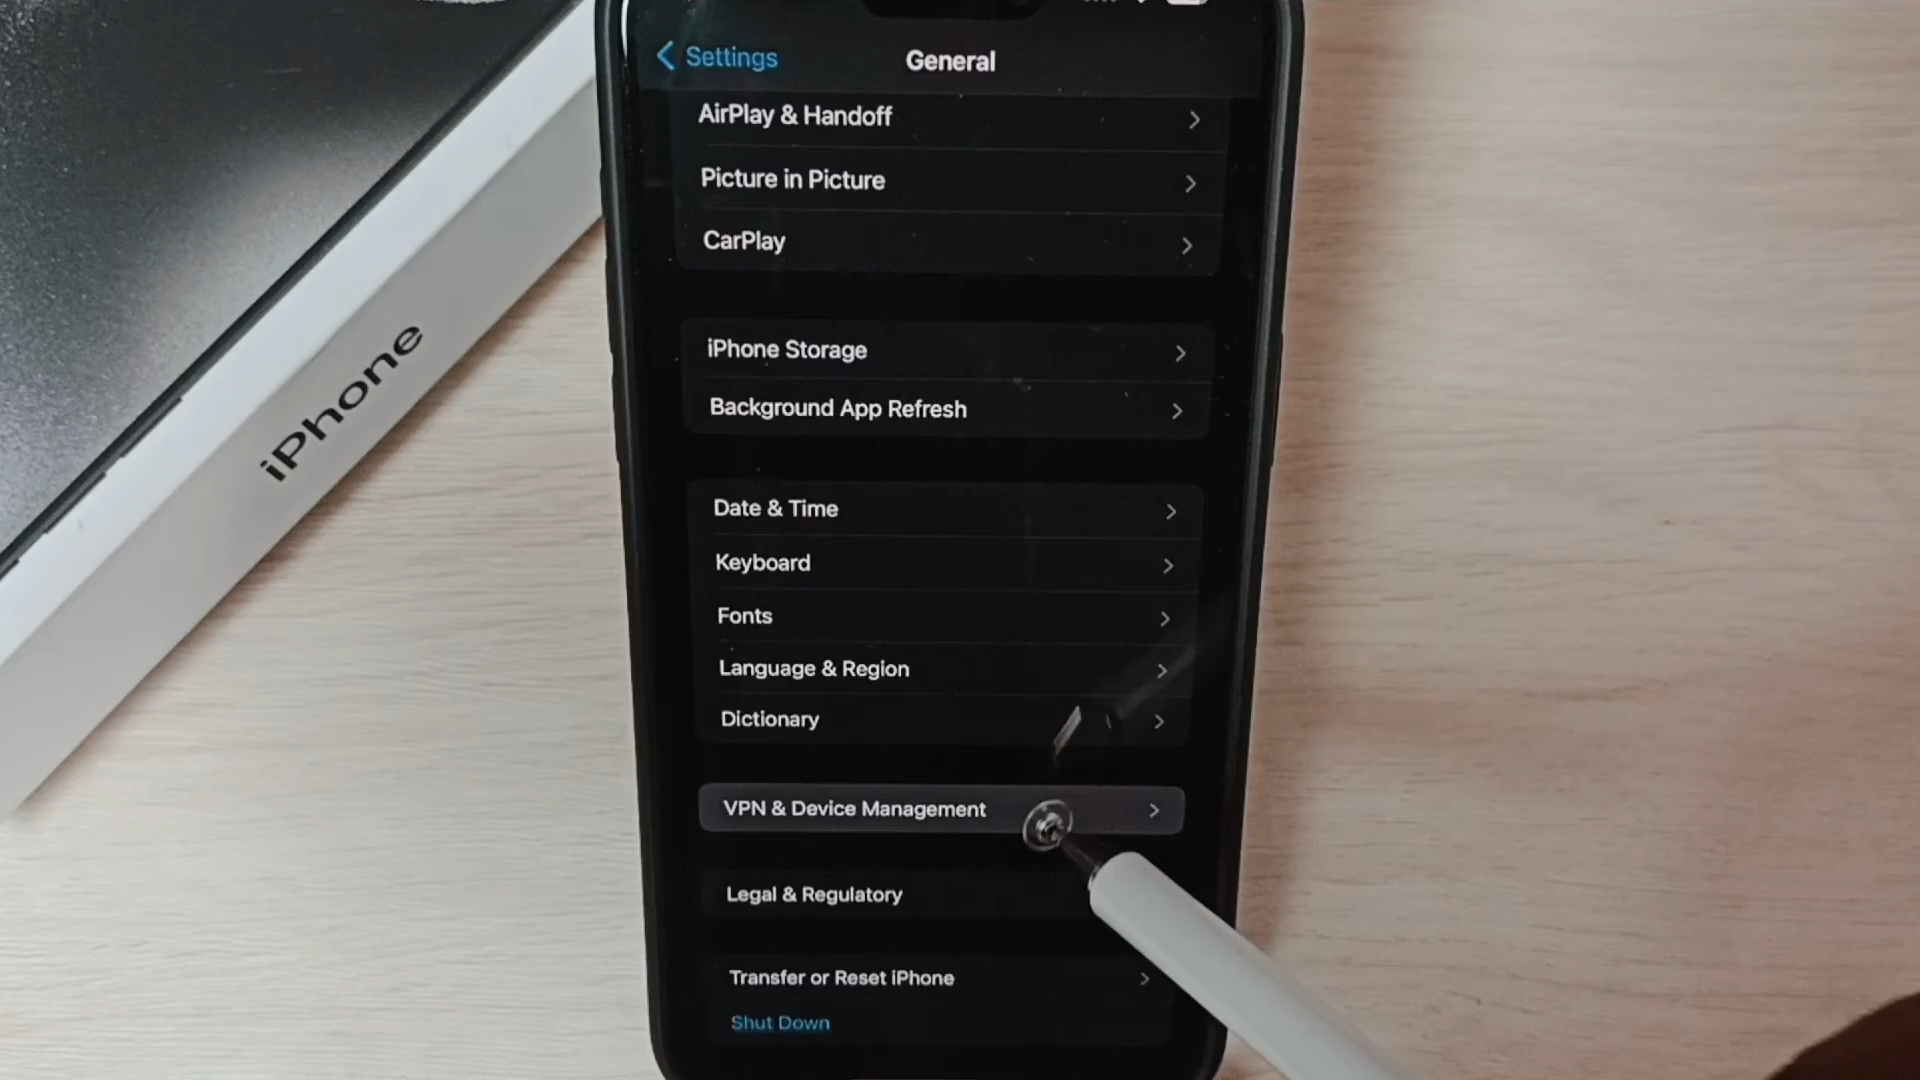 Settings
General
AirPlay & Handoff
Picture in Picture
CarPlay
iPhone Storage
Background App Refresh
Date & Time
Keyboard
Fonts
Language & Region
Dictionary
VPN & Device Management
Legal & Regulatory
Transfer or Reset iPhone
Shut Down
iPhone